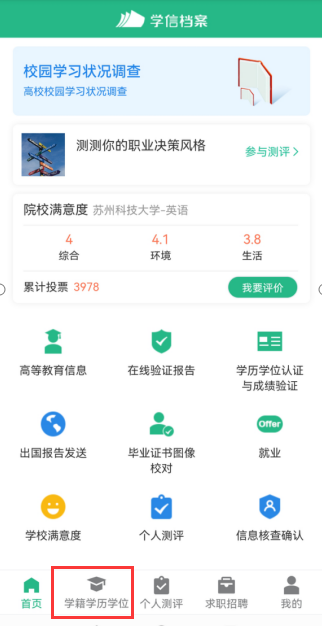 学信档案
校园学习状况调查
高校校园学习状况调查
测测你的职业决策风格
参与测评 >
院校满意度 苏州科技大学-英语
4 4.1 3.8
综合 环境 生活
累计投票 3978 我要评价
高等教育信息 在线验证报告 学历学位认证
与成绩验证
Offer
出国报告发送 毕业证书图像 就业
校对
学校满意度 个人测评 信息核查确认
首页 学籍学历学位 个人测评 求职招聘 我的